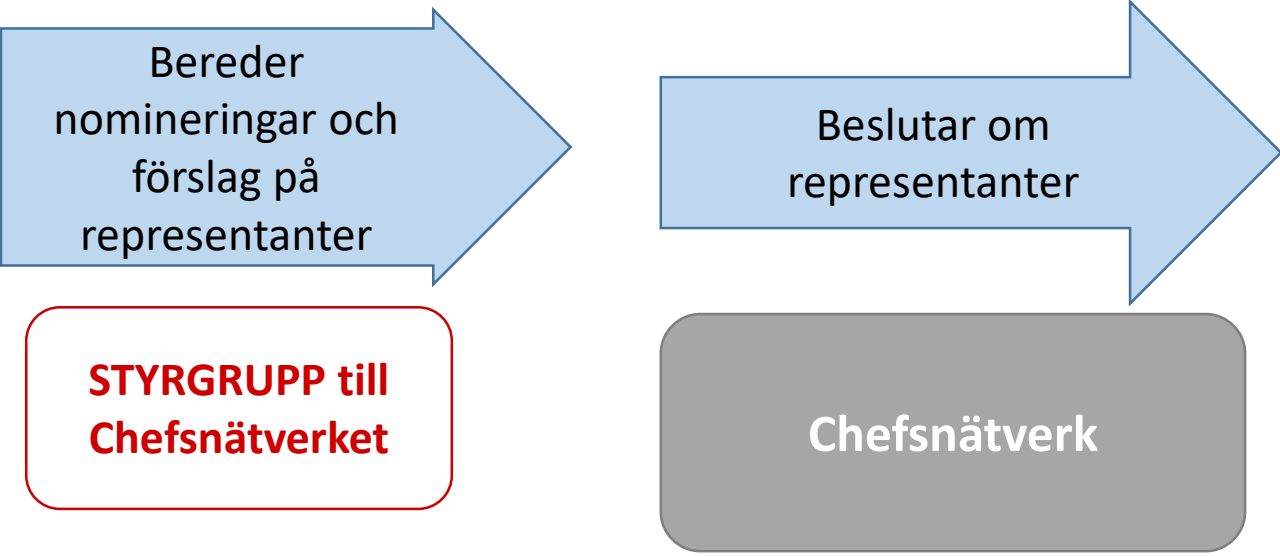 Bereder
nomineringar och
förslag på
representanter
Beslutar om
representanter
STYRGRUPP till
Chefsnätverket
Chefsnätverk